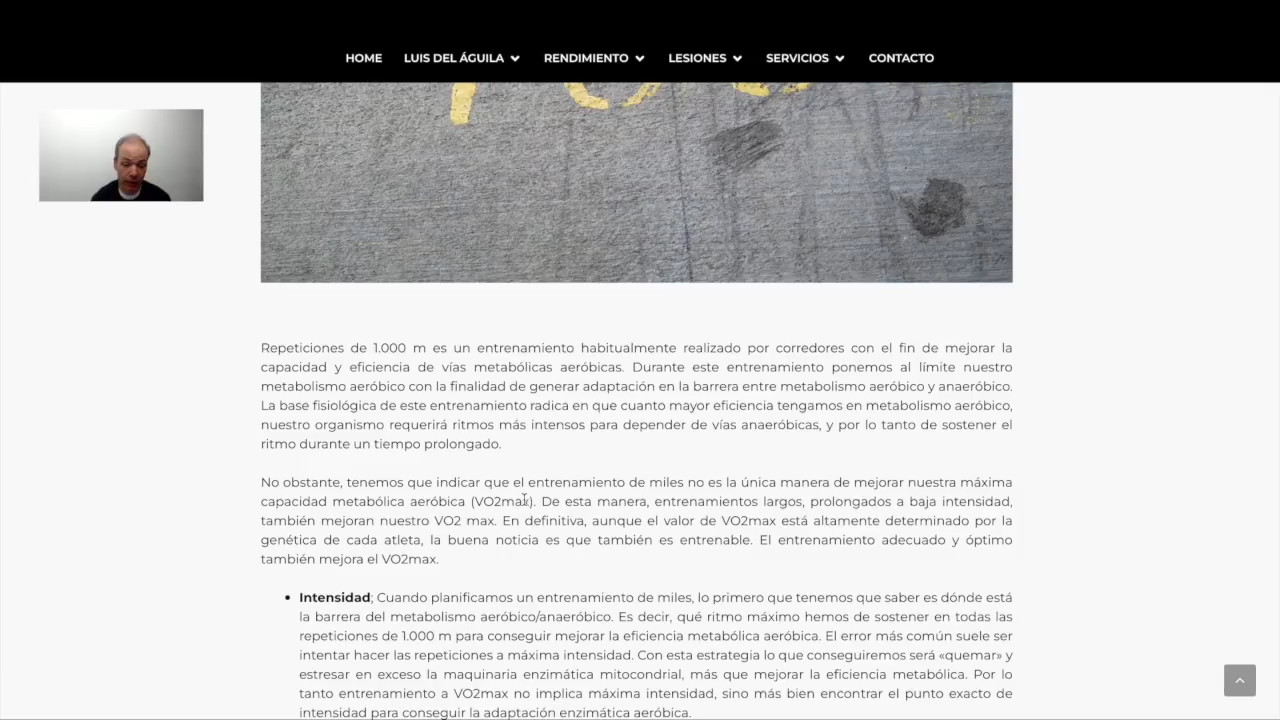 HOME LUIS DEL ÁGUILA RENDIMIENTO LESIONES SERVICIOS CONTACTO
Repeticiones de 1.000 m es un entrenamiento habitualmente realizado por corredores con el fin de mejorar la
capacidad y eficiencia de vías metabólicas aeróbicas. Durante este entrenamiento ponemos al límite nuestro
metabolismo aeróbico con la finalidad de generar adaptación en la barrera entre metabolismo aeróbico y anaeróbico.
La base fisiológica de este entrenamiento radica en que cuanto mayor eficiencia tengamos en metabolismo aeróbico,
nuestro organismo requerirá ritmos más intensos para depender de vías anaeróbicas, y por lo tanto de sostener el
ritmo durante un tiempo prolongado.
No obstante, tenemos que indicar que el entrenamiento de miles no es la única manera de mejorar nuestra máxima
capacidad metabólica aeróbica (VO2max). De esta manera, entrenamientos largos, prolongados a baja intensidad,
también mejoran nuestro VO2 max. En definitiva, aunque el valor de VO2max está altamente determinado por la
genética de cada atleta, la buena noticia es que también es entrenable. El entrenamiento adecuado y óptimo
también mejora el VO2max.
• Intensidad; Cuando planificamos un entrenamiento de miles, lo primero que tenemos que saber es dónde está
la barrera del metabolismo aeróbico/anaeróbico. Es decir, qué ritmo máximo hemos de sostener en todas las
repeticiones de 1.000 m para conseguir mejorar la eficiencia metabólica aeróbica. El error más común suele ser
intentar hacer las repeticiones a máxima intensidad. Con esta estrategia lo que conseguiremos será «quemar» y
estresar en exceso la maquinaria enzimática mitocondrial, más que mejorar la eficiencia metabólica. Por lo
tanto entrenamiento a VO2max no implica máxima intensidad, sino más bien encontrar el punto exacto de
intensidad para conseguir la adaptación enzimática aeróbica.